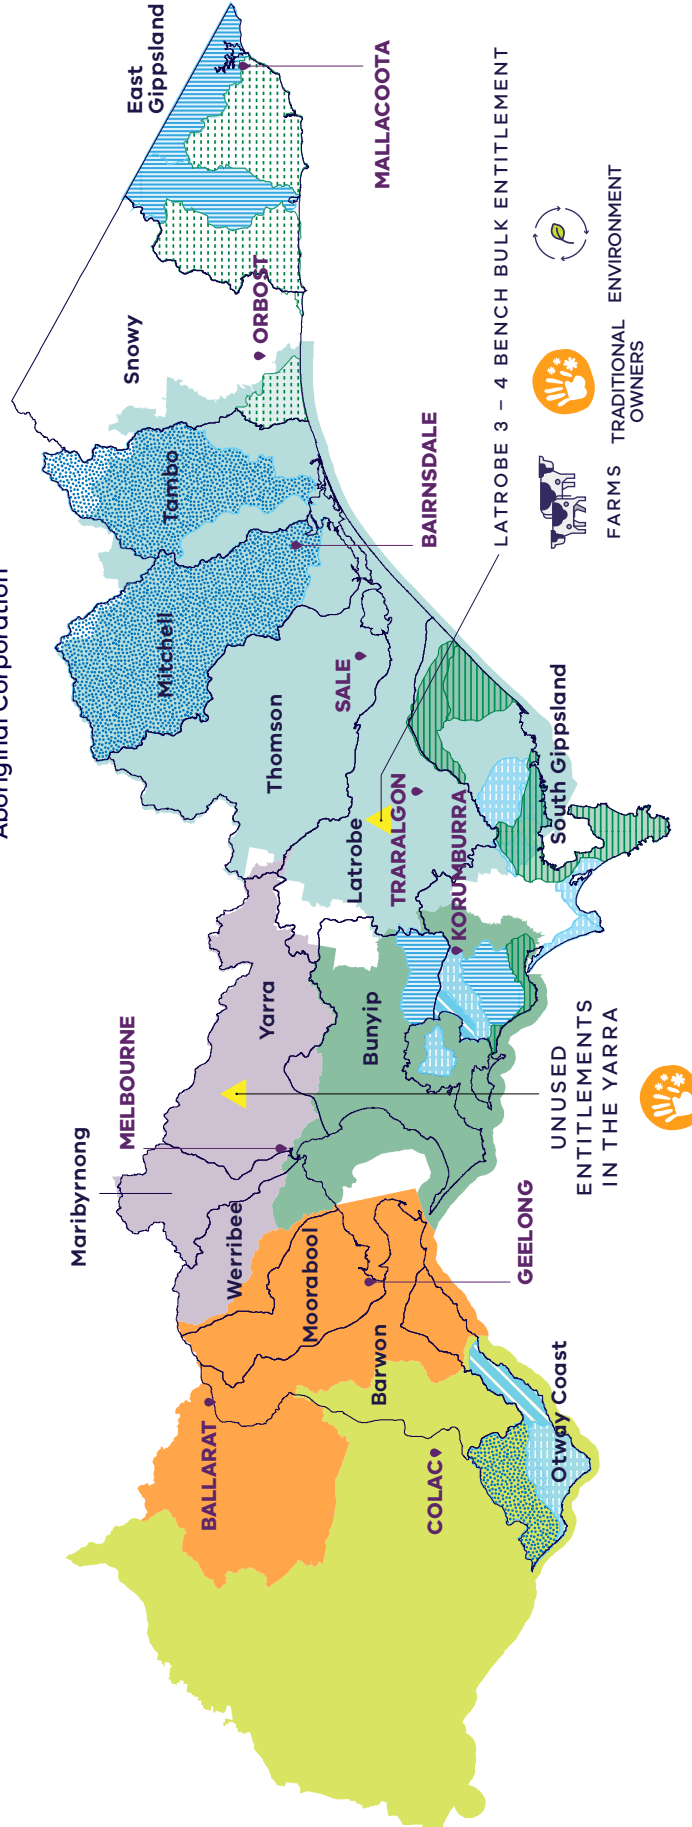 Aboriginal Corporation
East
Gippsland
MALLACOOTA
Snowy
ORBOST
Tambo
BAIRNSDALE
Mitchell
SALE
Thomson
LATROBE 3 – 4 BENCH BULK ENTITLEMENT
FARMS
TRADITIONAL
OWNERS
ENVIRONMENT
Latrobe
TRARALGON
KORUMBURRA
South Gippsland
Yarra
Bunyip
MELBOURNE
Maribyrnong
UNUSED
ENTITLEMENTS
IN THE YARRA
Werribee
Moorabool
GEELONG
Barwon
BALLARAT
COLAC
Otway Coast